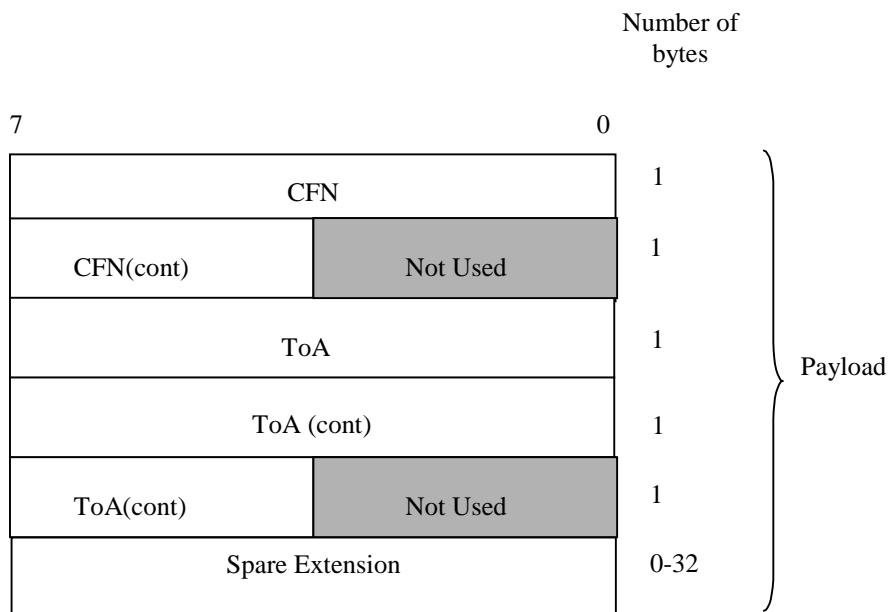 Number of
bytes
7 0
CFN 1
CFN(cont) Not Used 1
ToA 1
Payload
ToA (cont) 1
ToA(cont) Not Used 1
Spare Extension 0-32